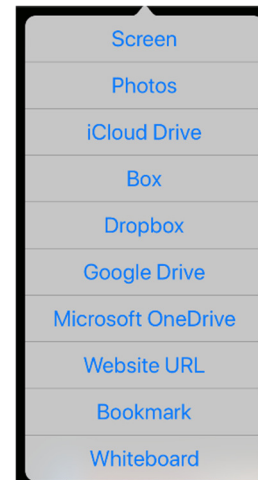 Screen
Photos
iCloud Drive
Box
Dropbox
Google Drive
Microsoft OneDrive
Website URL
Bookmark
Whiteboard